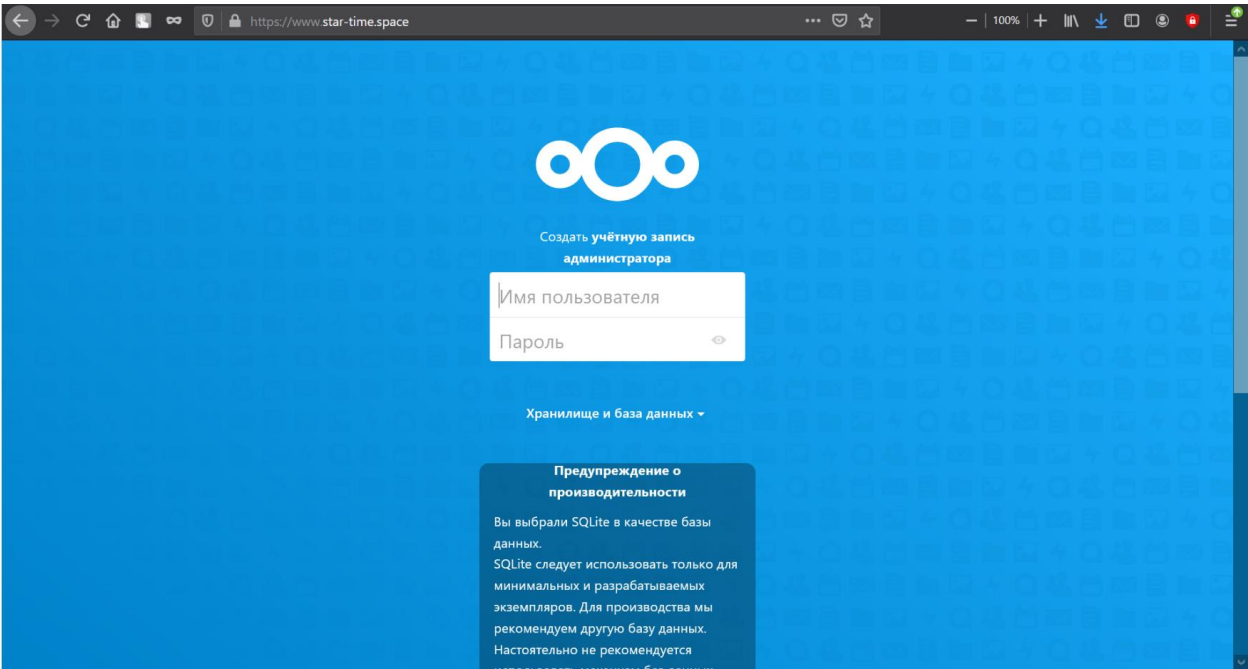 https://www.star-time.space
100%
Создать учётную запись
администратора
Имя пользователя
Пароль
Хранилище и база данных
Предупреждение о
производительности
Вы выбрали SQLite в качестве базы
данных.
SQLite следует использовать только для
минимальных и разрабатываемых
экземпляров. Для производства мы
рекомендуем другую базу данных.
Настоятельно не рекомендуется